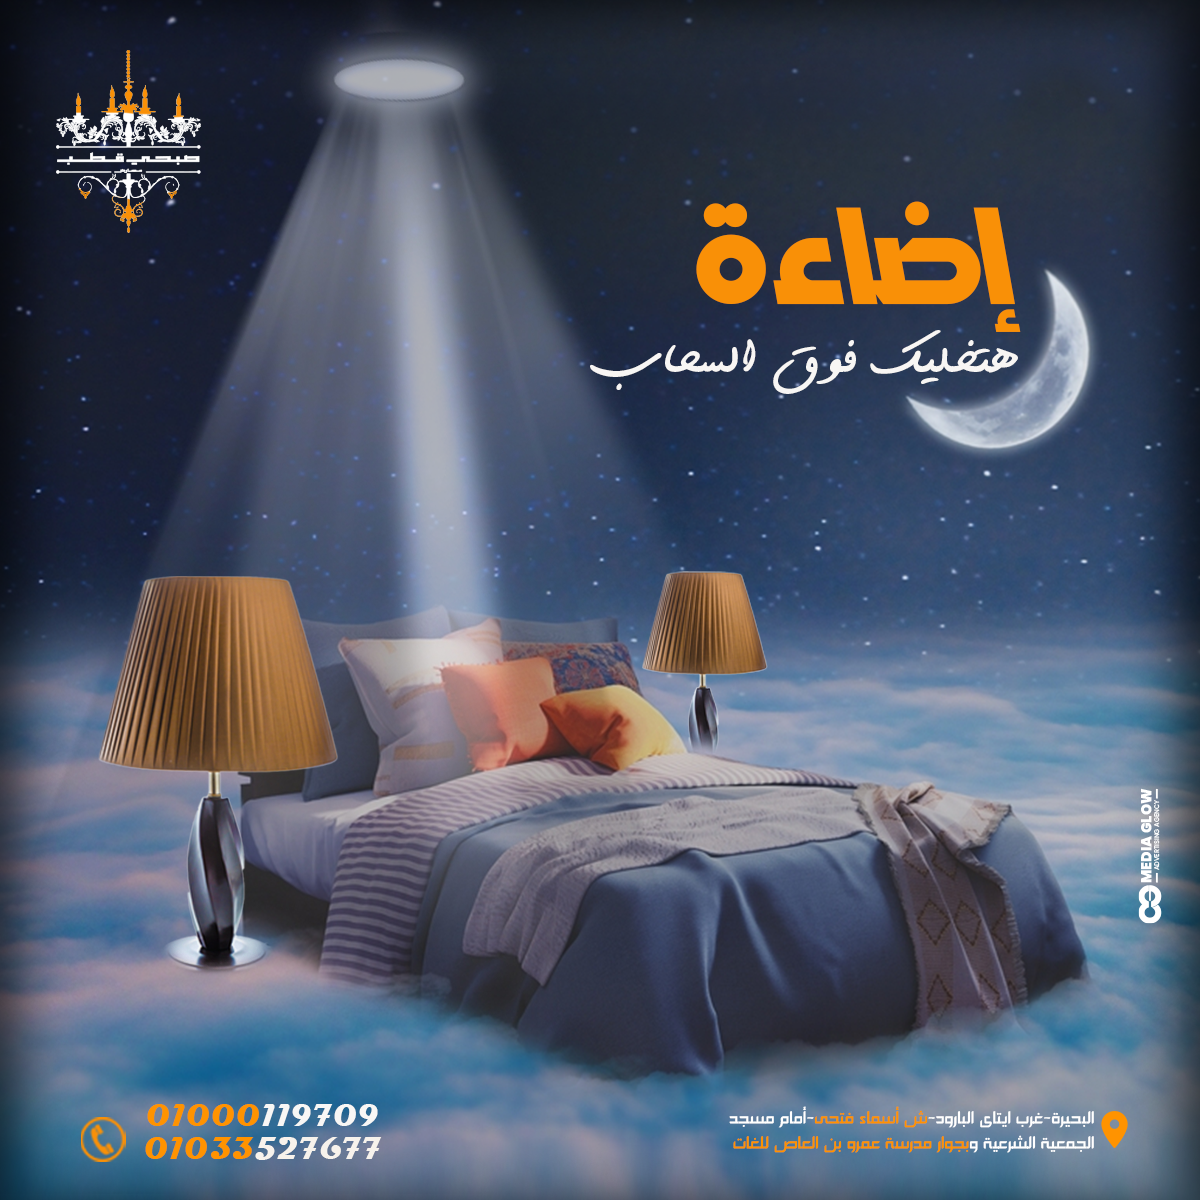 صبحي قطب
إضاءة
هتخليك فوق السحاب
MEDIA GLOW
ADVERTISING AGENCY
01000119709
01033527677
البحيرة-غرب ايتاى البارود-ش أسماء فتحى-أمام مسجد
الجمعية الشرعية وبجوار مدرسة عمرو بن العاص للغات